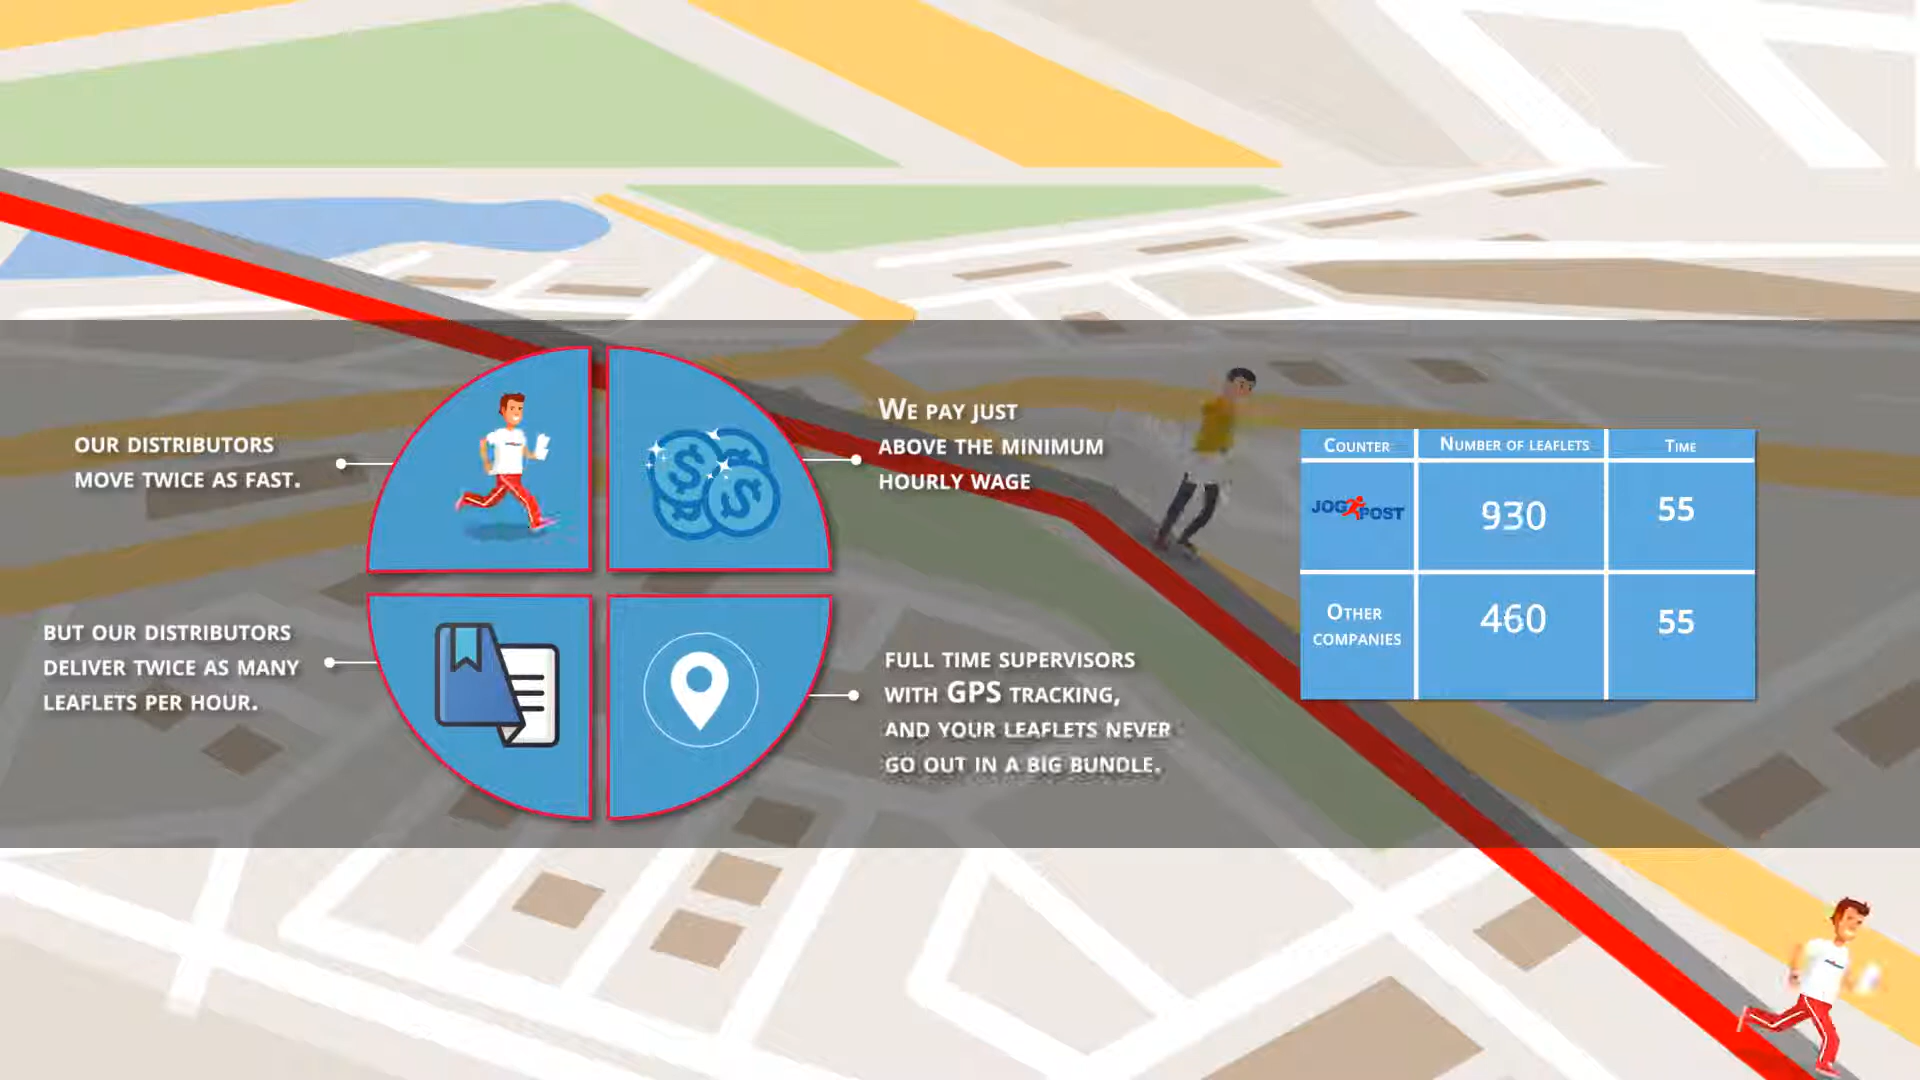 OUR DISTRIBUTORS
MOVE TWICE AS FAST.
WE PAY JUST
ABOVE THE MINIMUM
HOURLY WAGE
BUT OUR DISTRIBUTORS
DELIVER TWICE AS MANY
LEAFLETS PER HOUR.
FULL TIME SUPERVISORS
WITH GPS TRACKING,
AND YOUR LEAFLETS NEVER
GO OUT IN A BIG BUNDLE.
COUNTER NUMBER OF LEAFLETS TIME
JOG POST 930 55
OTHER
COMPANIES 460 55